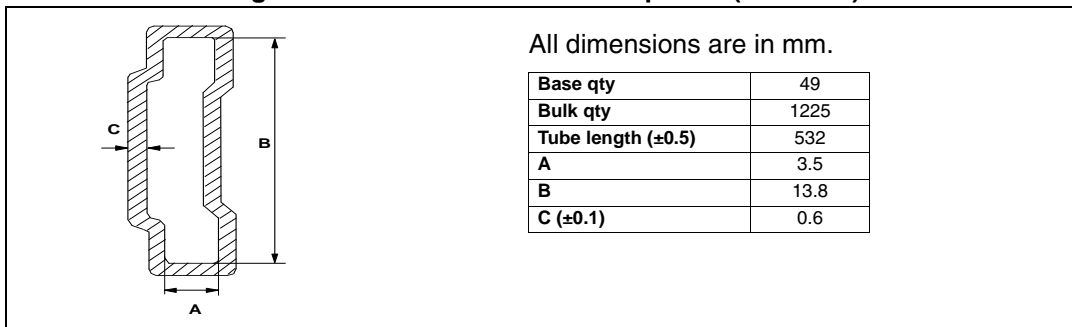 All dimensions are in mm.
Base qty 49
Bulk qty 1225
Tube length (±0.5) 532
A 3.5
B 13.8
C (±0.1) 0.6
C
B
A